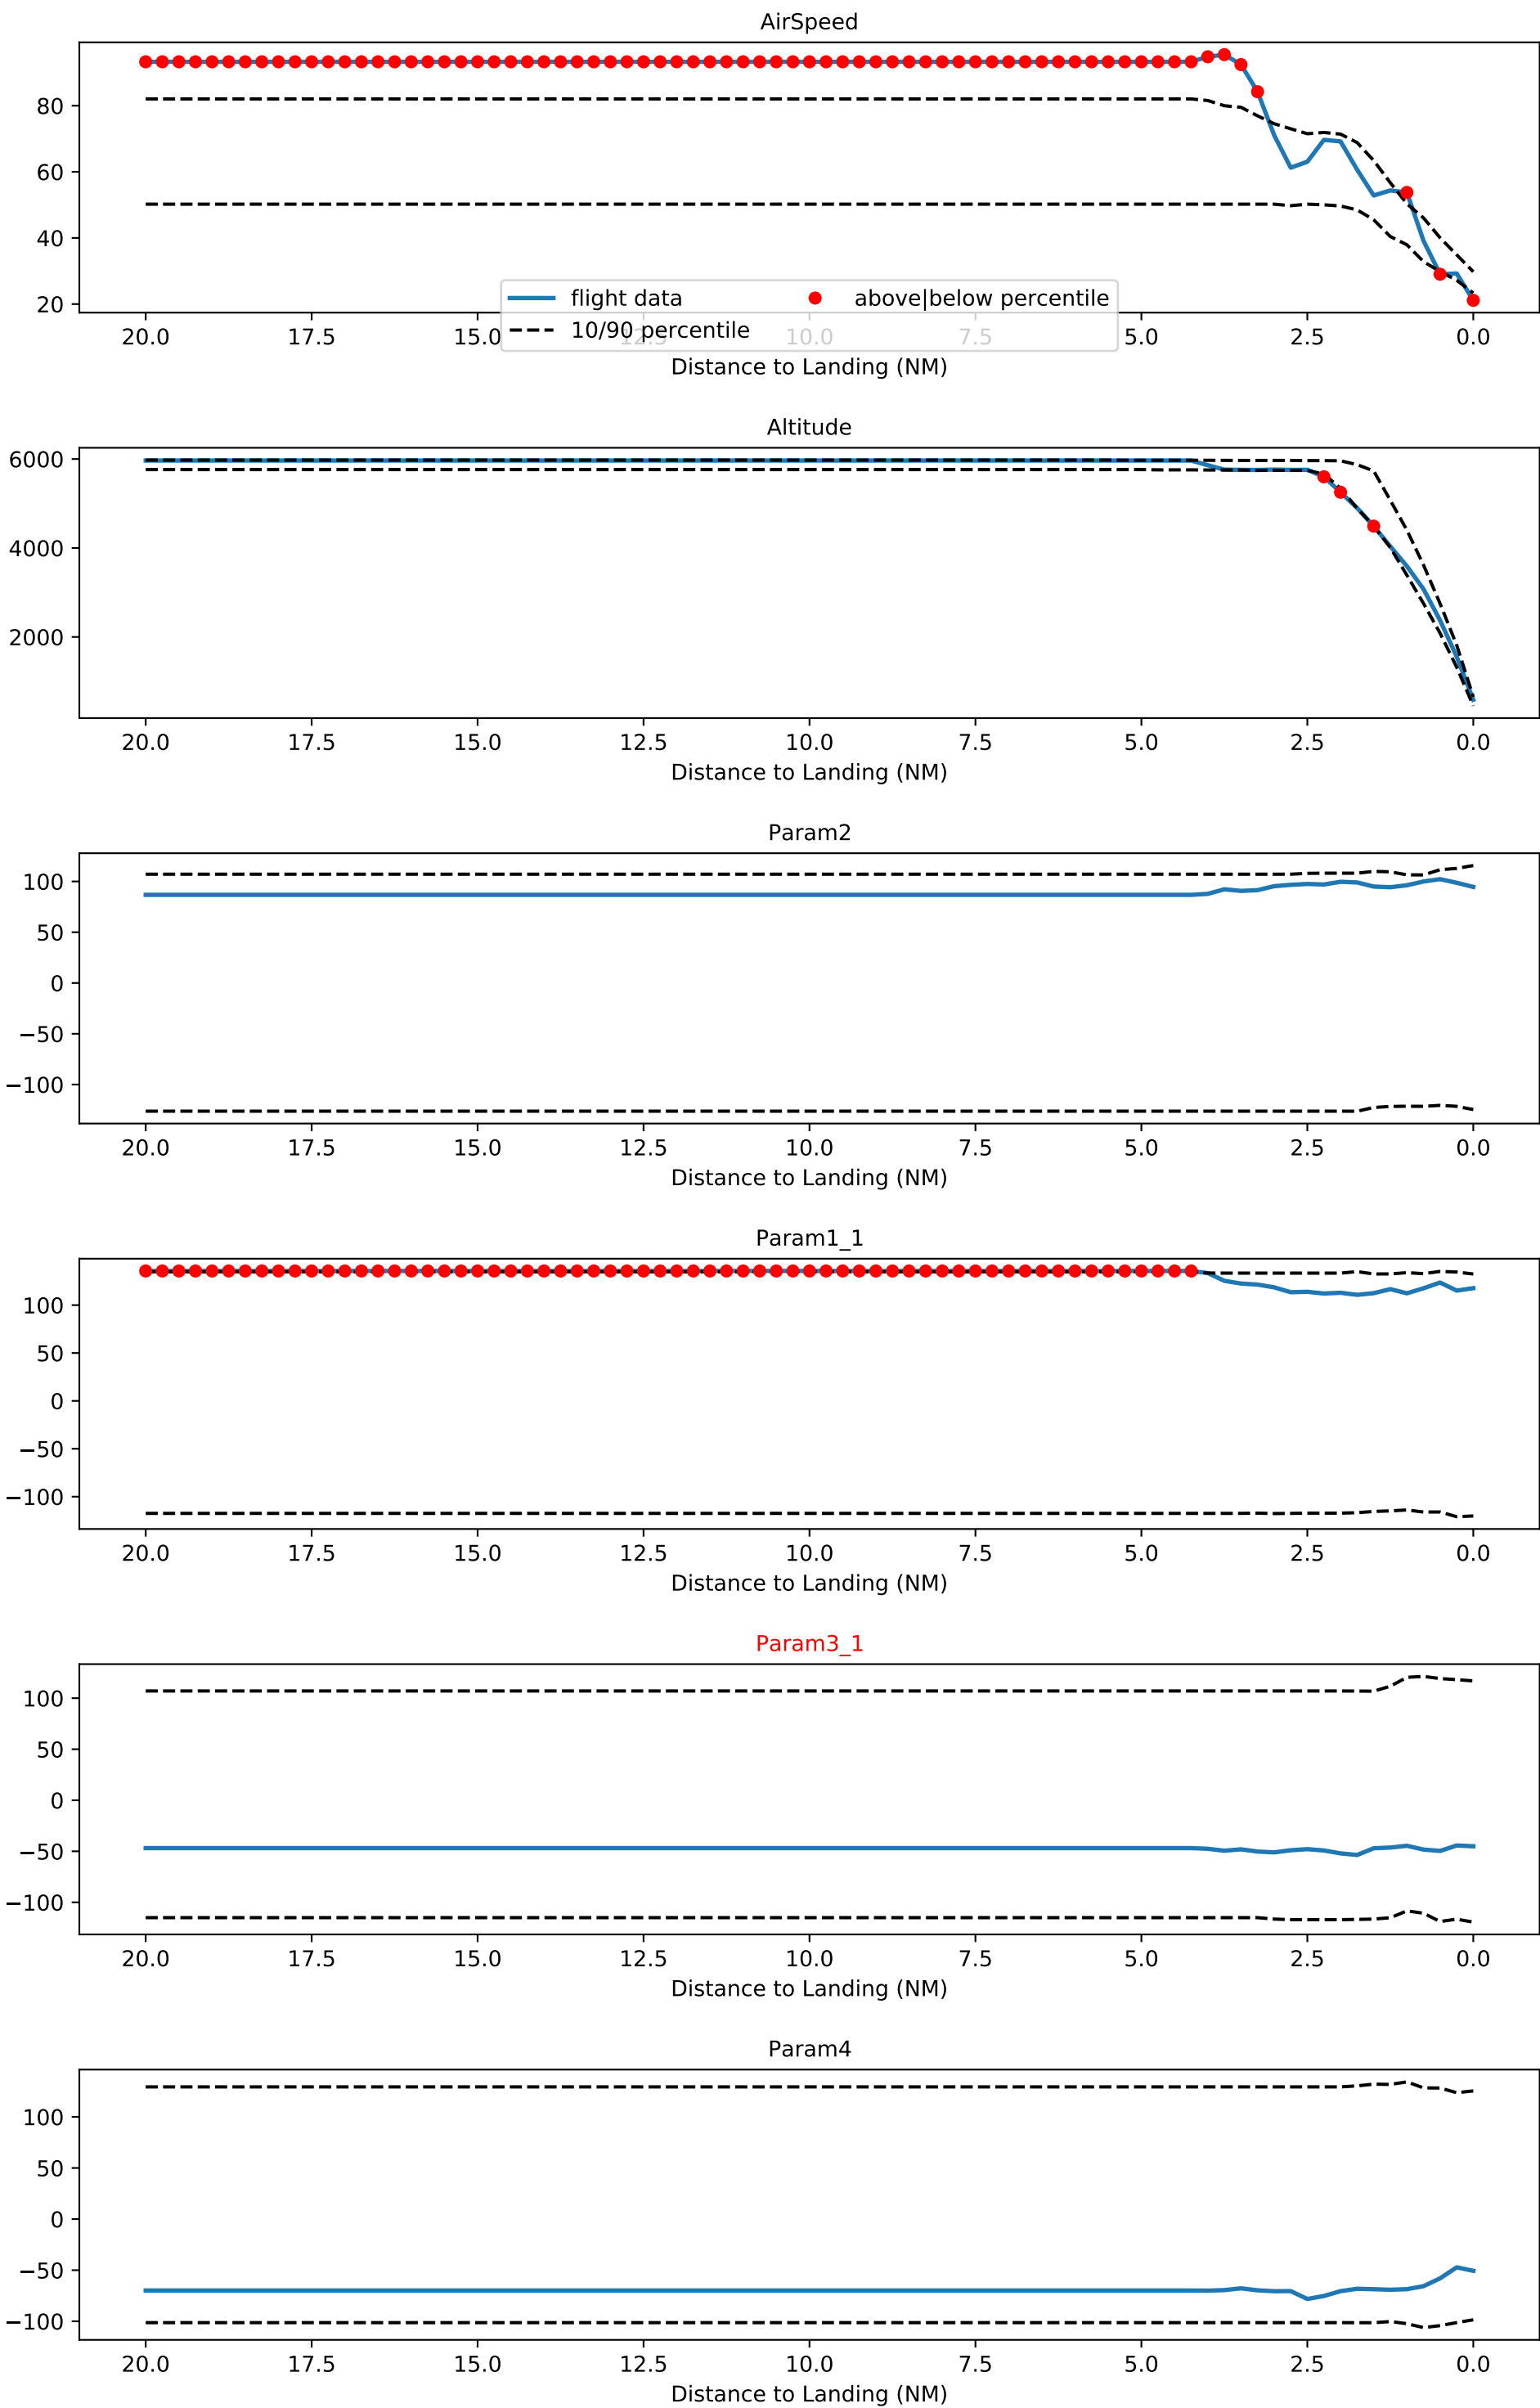 AirSpeed
80
60
40
20
flight data
above|below percentile
10/90 percentile
20.0 17.5 15.0 12.5 10.0 7.5 5.0 2.5 0.0
Distance to Landing (NM)
Altitude
6000
4000
2000
20.0 17.5 15.0 12.5 10.0 7.5 5.0 2.5 0.0
Distance to Landing (NM)
Param2
100
50
0
−50
−100
20.0 17.5 15.0 12.5 10.0 7.5 5.0 2.5 0.0
Distance to Landing (NM)
Param1_1
100
50
0
−50
−100
20.0 17.5 15.0 12.5 10.0 7.5 5.0 2.5 0.0
Distance to Landing (NM)
Param3_1
100
50
0
−50
−100
20.0 17.5 15.0 12.5 10.0 7.5 5.0 2.5 0.0
Distance to Landing (NM)
Param4
100
50
0
−50
−100
20.0 17.5 15.0 12.5 10.0 7.5 5.0 2.5 0.0
Distance to Landing (NM)